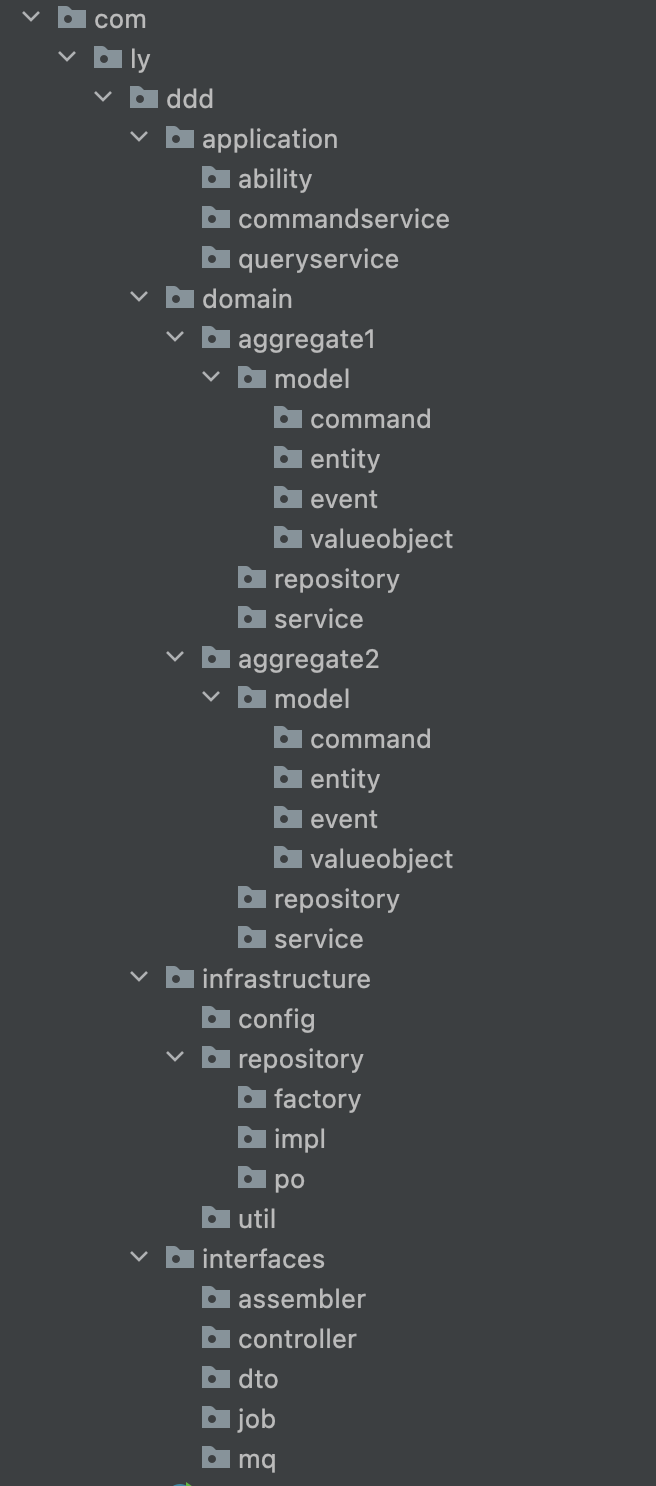 com
ly
ddd
application
ability
commandservice
queryservice
domain
aggregate1
model
command
entity
event
valueobject
repository
service
aggregate2
model
command
entity
event
valueobject
repository
service
infrastructure
config
repository
factory
impl
po
util
interfaces
assembler
controller
dto
job
mq